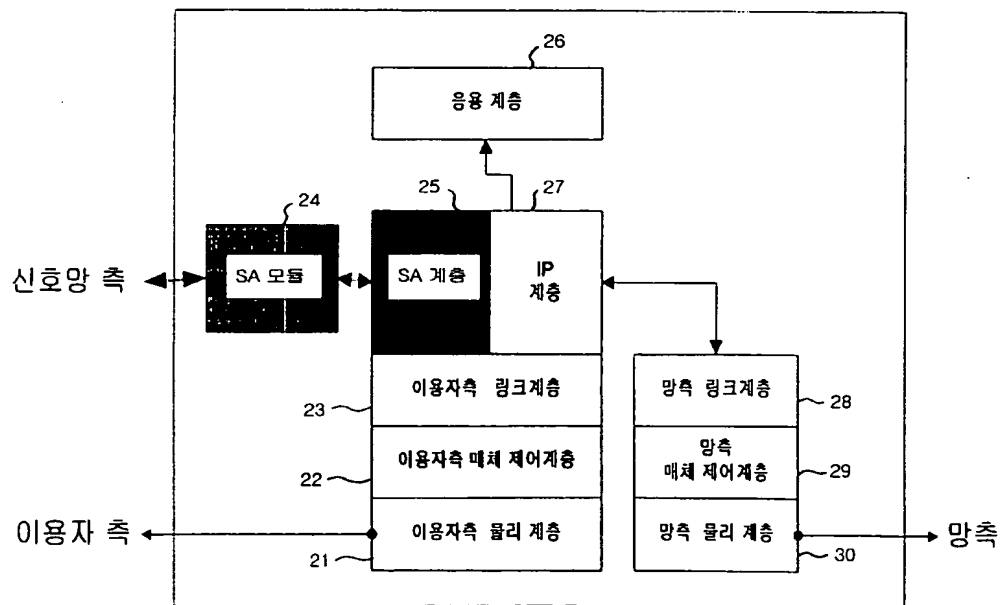 26
응용 계층
24
25
27
신호망 측
SA 모듈
SA 계층
IP
계층
이용자측 링크계층
23
망측 링크계층
28
이용자측 매체 제어계층
22
망측
매체 제어계층
29
이용자 측
이용자측 물리 계층
21
망측 물리 계층
30
망측